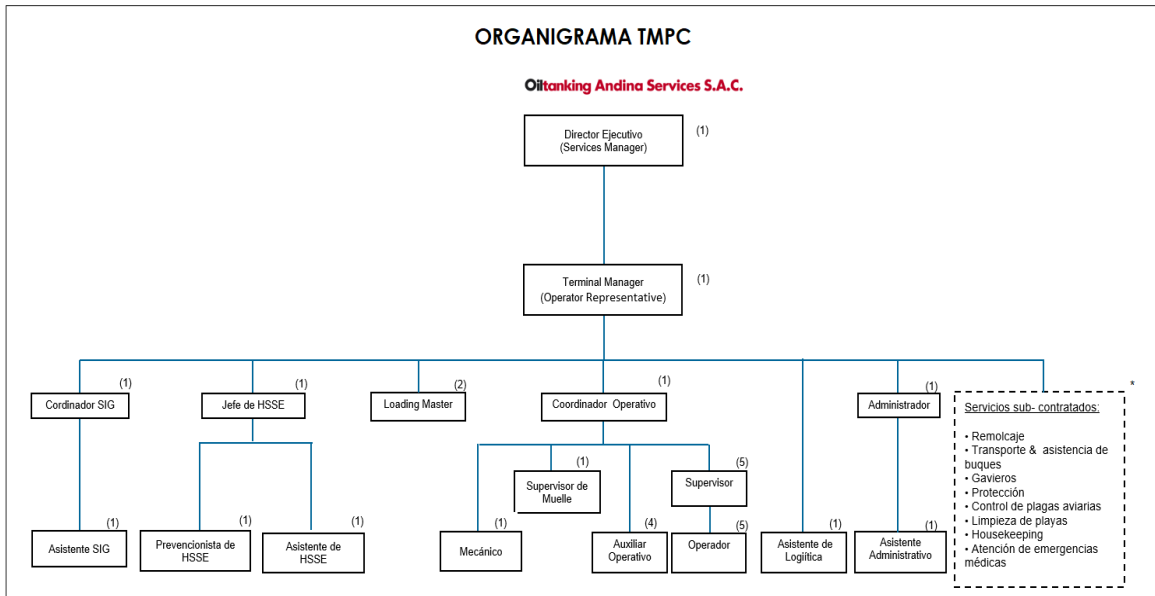 ORGANIGRAMA TMPC
Oiltanking Andina Services S.A.C.
Director Ejecutivo
(Services Manager)
(1)
Terminal Manager
(Operator Representative)
(1)
(1)
Cordinador SIG
(1)
Jefe de HSSE
(2)
Loading Master
(1)
Coordinador Operativo
(1)
Administrador
*
Servicios sub- contratados:
• Remolcaje
• Transporte & asistencia de
buques
• Gavieros
• Protección
• Control de plagas aviarias
• Limpieza de playas
• Housekeeping
• Atención de emergencias
médicas
(1)
Supervisor de
Muelle
(5)
Supervisor
(1)
Asistente SIG
(1)
Prevencionista de
HSSE
(1)
Asistente de
HSSE
(1)
Mecánico
(4)
Auxiliar
Operativo
(5)
Operador
(1)
Asistente de
Logíitica
(1)
Asistente
Administrativo